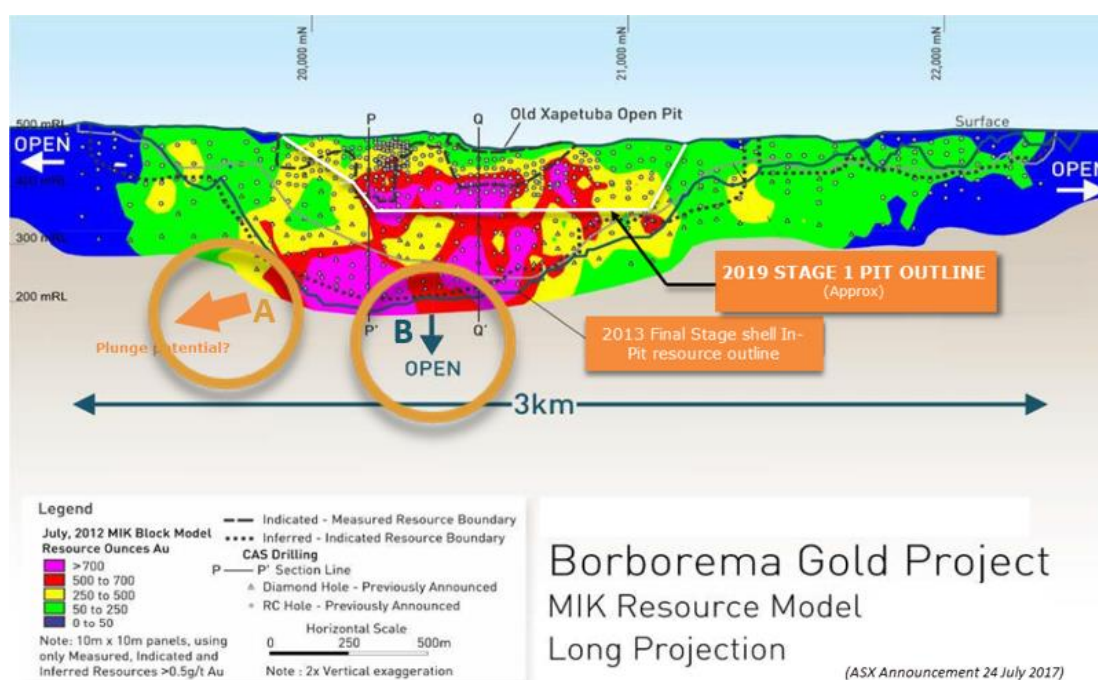 20,000 mN
21,000 mN
22,000 mN
500 mRL
OPEN
P
Q
Old Xapetuba Open Pit
Surface
OPEN
400 mRL
300 mRL
200 mRL
2019 STAGE 1 PIT OUTLINE
(Approx)
A
Plunge potential?
P'
Q'
B
OPEN
2013 Final Stage shell In-
Pit resource outline
3km
Legend
July, 2012 MIK Block Model
Resource Ounces Au
>700
500 to 700
250 to 500
50 to 250
0 to 50
Note: 10m x 10m panels, using
only Measured, Indicated and
Inferred Resources >0.5g/t Au
Indicated - Measured Resource Boundary
Inferred - Indicated Resource Boundary
CAS Drilling
P P' Section Line
Diamond Hole - Previously Announced
RC Hole - Previously Announced
Horizontal Scale
0 250 500m
Note : 2x Vertical exaggeration
Borborema Gold Project
MIK Resource Model
Long Projection
(ASX Announcement 24 July 2017)